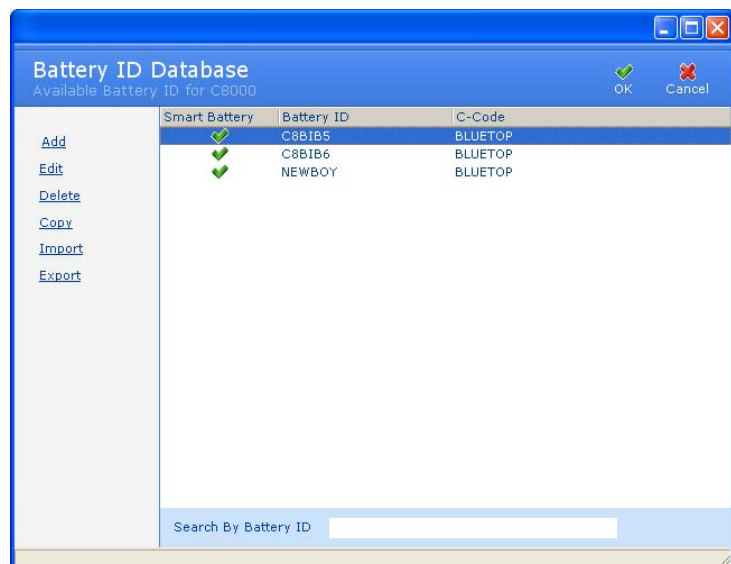 Battery ID Database
Available Battery ID for C8000
OK
Cancel
Add
Edit
Delete
Copy
Import
Export
Smart Battery Battery ID C-Code
C8BIB5 BLUETOP
C8BIB6 BLUETOP
NEWBOY BLUETOP
Search By Battery ID